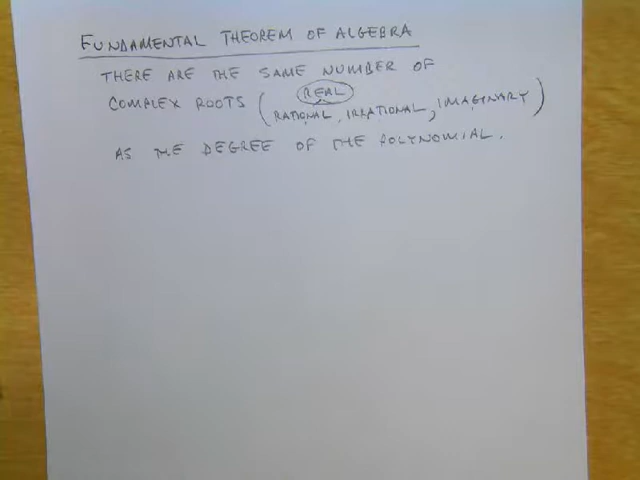 FUNDAMENTAL THEOREM OF ALGEBRA
THERE ARE THE SAME NUMBER OF
REAL
COMPLEX ROOTS (RATIONAL, IRRATIONAL, IMAGINARY)
AS THE DEGREE OF THE POLYNOMIAL.